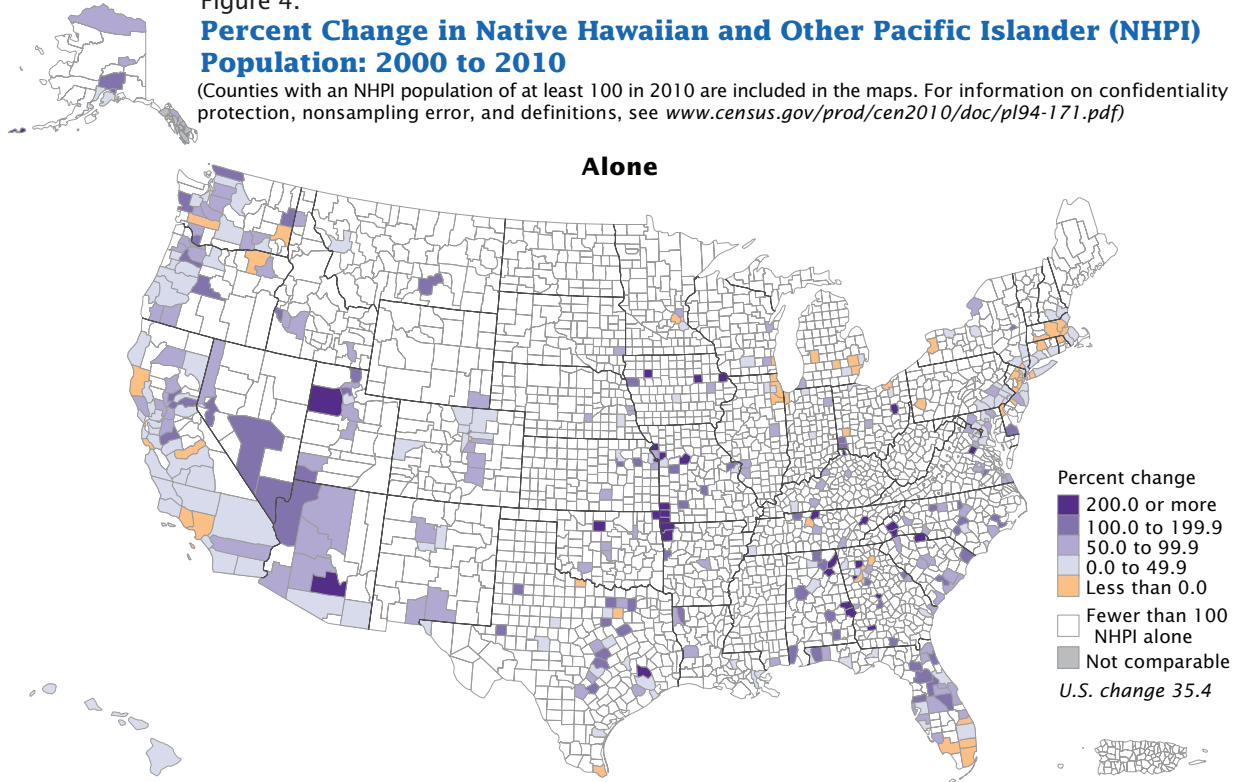 Figure 4.
Percent Change in Native Hawaiian and Other Pacific Islander (NHPI)
Population: 2000 to 2010
(Counties with an NHPI population of at least 100 in 2010 are included in the maps. For information on confidentiality
protection, nonsampling error, and definitions, see www.census.gov/prod/cen2010/doc/pl94-171.pdf)
Alone
Percent change
200.0 or more
100.0 to 199.9
50.0 to 99.9
0.0 to 49.9
Less than 0.0
Fewer than 100
NHPI alone
Not comparable
U.S. change 35.4